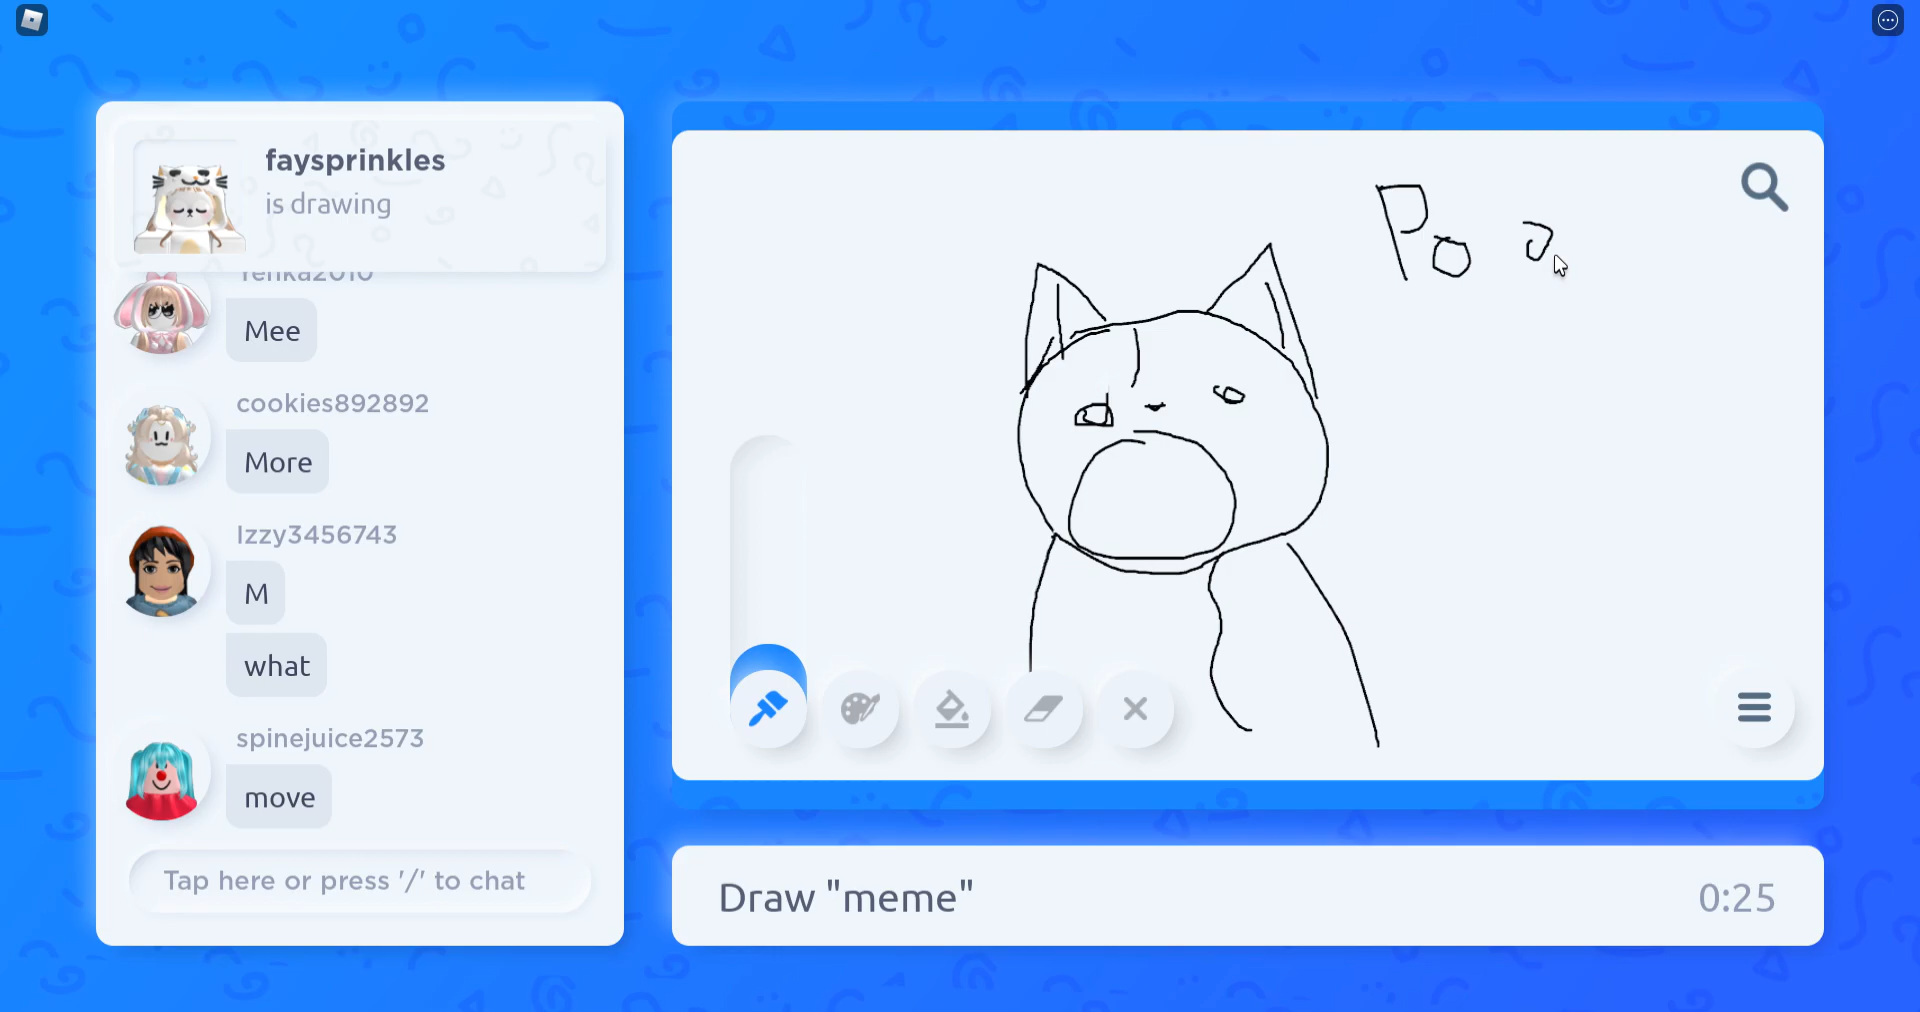 faysprinkles
is drawing
Yenka2010
Mee
cookies892892
More
Izzy3456743
M
what
spinejuice2573
move
Tap here or press '/' to chat
Po a
Draw "meme"
0:25